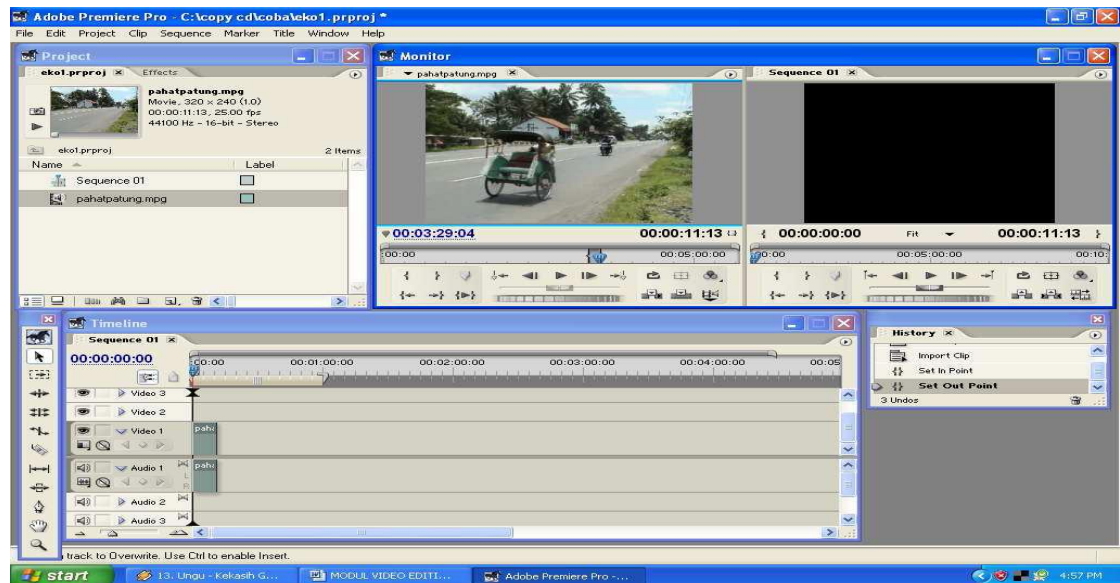 Adobe Premiere Pro - C:\copy cd\coba\eko1.prproj *
File Edit Project Clip Sequence Marker Title Window Help
Project
eko1.prproj Effects
pahatpatung.mpg
Movie, 320 x 240 (1.0)
00:00:11:13, 25.00 fps
44100 Hz - 16-bit - Stereo
eko1.prproj 2 Items
Name Label
Sequence 01
pahatpatung.mpg
Monitor
pahatpatung.mpg
00:03:29:04 00:00:11:13
00:00 00:05:00:00
Sequence 01
00:00:00:00 Fit 00:00:11:13
00:00 00:05:00:00 00:10:
Timeline
Sequence 01
00:00:00:00
00:00 00:01:00:00 00:02:00:00 00:03:00:00 00:04:00:00 00:05
Video 3
Video 2
Video 1 paha
Audio 1 paha
L
R
Audio 2
Audio 3
History
Import Clip
Set In Point
Set Out Point
3 Undos
track to Overwrite. Use Ctrl to enable Insert.
start 13. Ungu - Kekasih G... MODUL VIDEO EDITI... Adobe Premiere Pro -... 4:57 PM